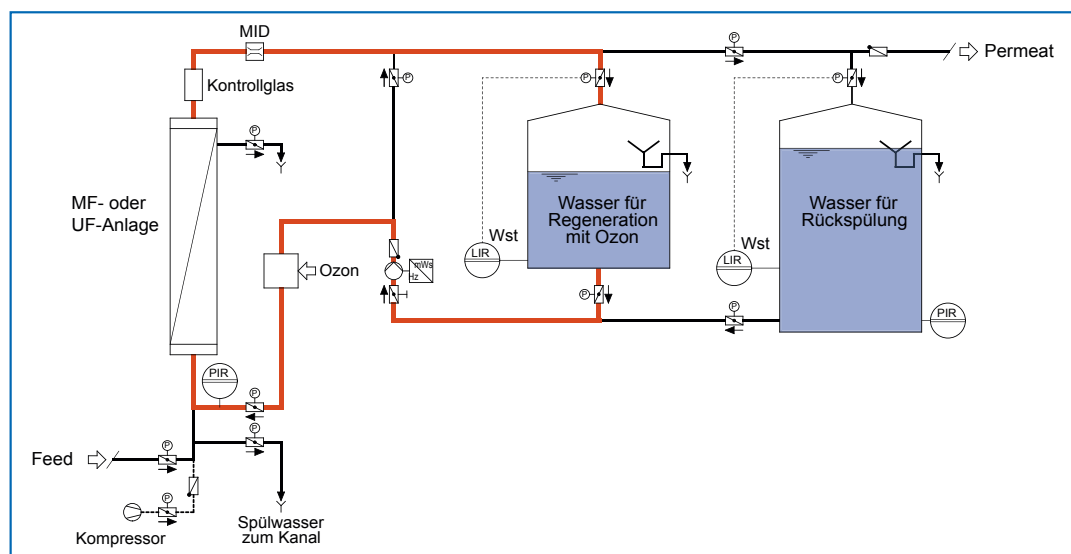 MID
P
P
Permeat
Kontrollglas
P
P
P
P
MF- oder
UF-Anlage
Wasser für
Regeneration
mit Ozon
Wasser für
Rückspülung
Wst
LIR
Wst
LIR
Ozon
mWs
Hz
P
P
PIR
PIR
P
P
P
Feed
P
Kompressor
Spülwasser
zum Kanal